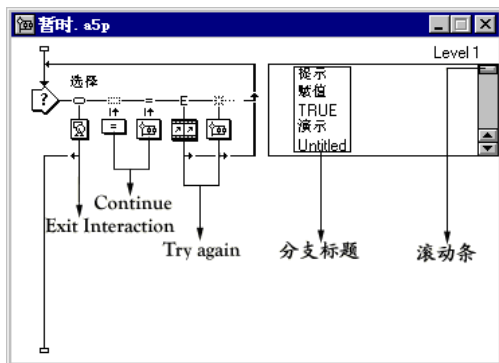 暂时.a5p
Level 1
选择
?
=
E
=
提示
赋值
TRUE
演示
Untitled
Continue
Exit Interaction
Try again
分支标题
滚动条